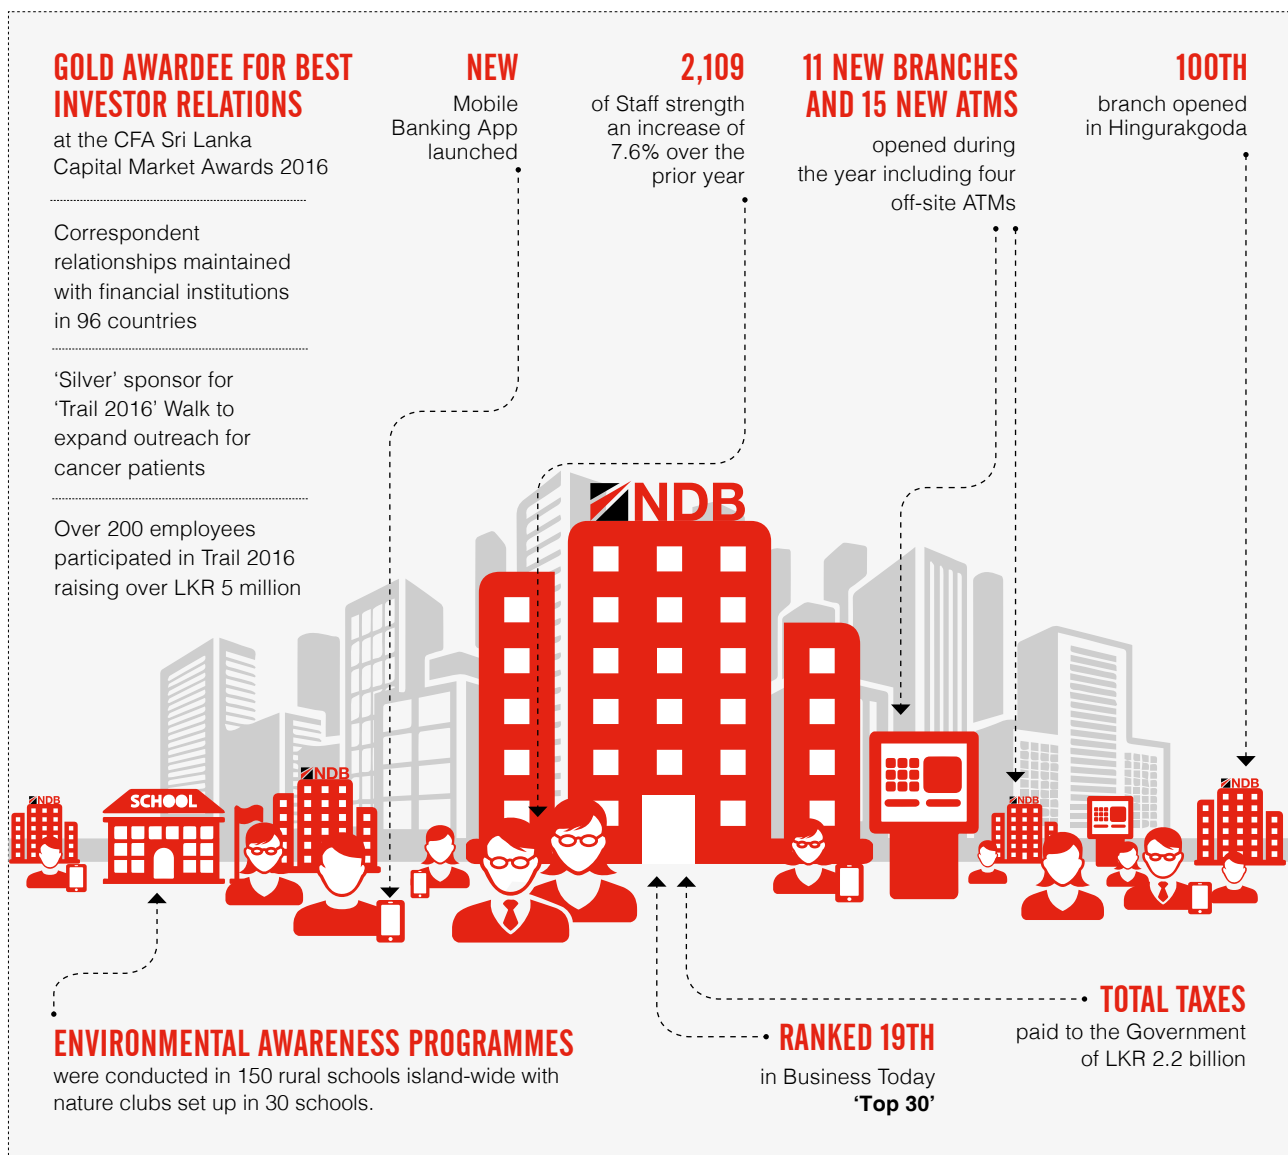 GOLD AWARDEE FOR BEST
INVESTOR RELATIONS
at the CFA Sri Lanka
Capital Market Awards 2016
Correspondent
relationships maintained
with financial institutions
in 96 countries
‘Silver’ sponsor for
‘Trail 2016’ Walk to
expand outreach for
cancer patients
Over 200 employees
participated in Trail 2016
raising over LKR 5 million
NEW
Mobile
Banking App
launched
2,109
of Staff strength
an increase of
7.6% over the
prior year
11 NEW BRANCHES
AND 15 NEW ATMS
opened during
the year including four
off-site ATMs
100TH
branch opened
in Hingurakgoda
NDB
NDB
NDB
SCHOOL
NDB
NDB
ENVIRONMENTAL AWARENESS PROGRAMMES
were conducted in 150 rural schools island-wide with
nature clubs set up in 30 schools.
RANKED 19TH
in Business Today
‘Top 30’
TOTAL TAXES
paid to the Government
of LKR 2.2 billion